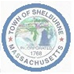 TOWN OF SHELBURNE
1768
MASSACHUSETTS